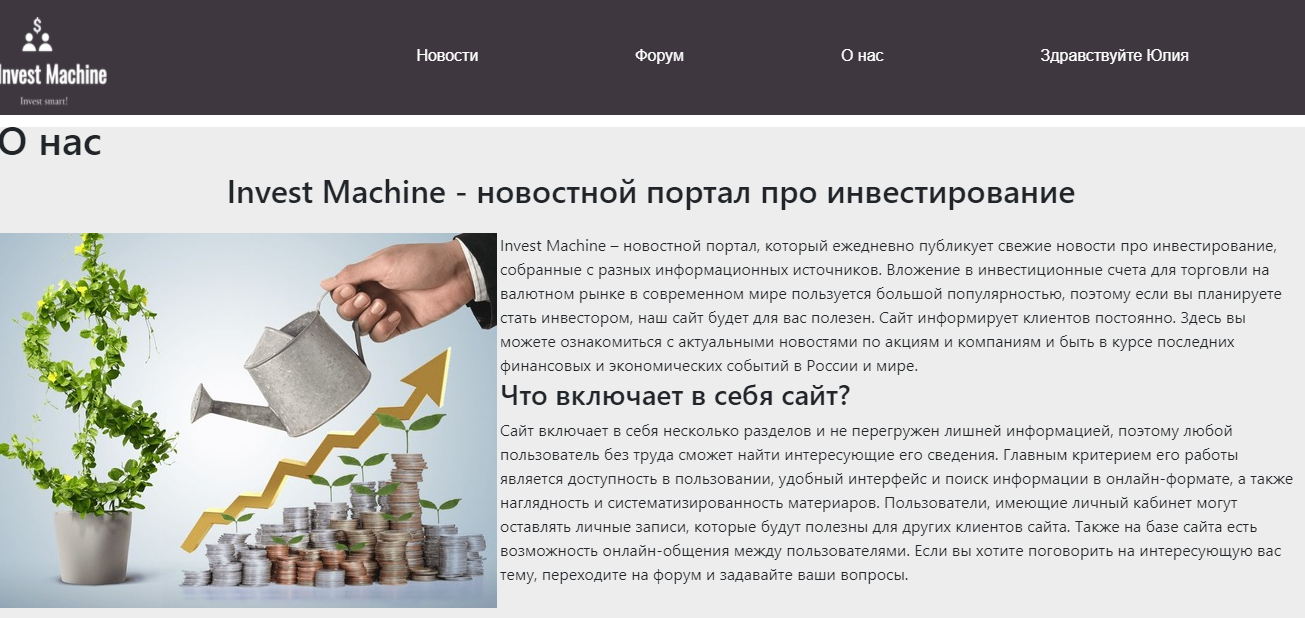 $
Invest Machine
Invest smart!
Новости
Форум
О нас
Здравствуйте Юлия
О нас
Invest Machine - новостной портал про инвестирование
Invest Machine – новостной портал, который ежедневно публикует свежие новости про инвестирование,
собранные с разных информационных источников. Вложение в инвестиционные счета для торговли на
валютном рынке в современном мире пользуется большой популярностью, поэтому если вы планируете
стать инвестором, наш сайт будет для вас полезен. Сайт информирует клиентов постоянно. Здесь вы
можете ознакомиться с актуальными новостями по акциям и компаниям и быть в курсе последних
финансовых и экономических событий в России и мире.
Что включает в себя сайт?
Сайт включает в себя несколько разделов и не перегружен лишней информацией, поэтому любой
пользователь без труда сможет найти интересующие его сведения. Главным критерием его работы
является доступность в пользовании, удобный интерфейс и поиск информации в онлайн-формате, а также
наглядность и систематизированность материаров. Пользователи, имеющие личный кабинет могут
оставлять личные записи, которые будут полезны для других клиентов сайта. Также на базе сайта есть
возможность онлайн-общения между пользователями. Если вы хотите поговорить на интересующую вас
тему, переходите на форум и задавайте ваши вопросы.